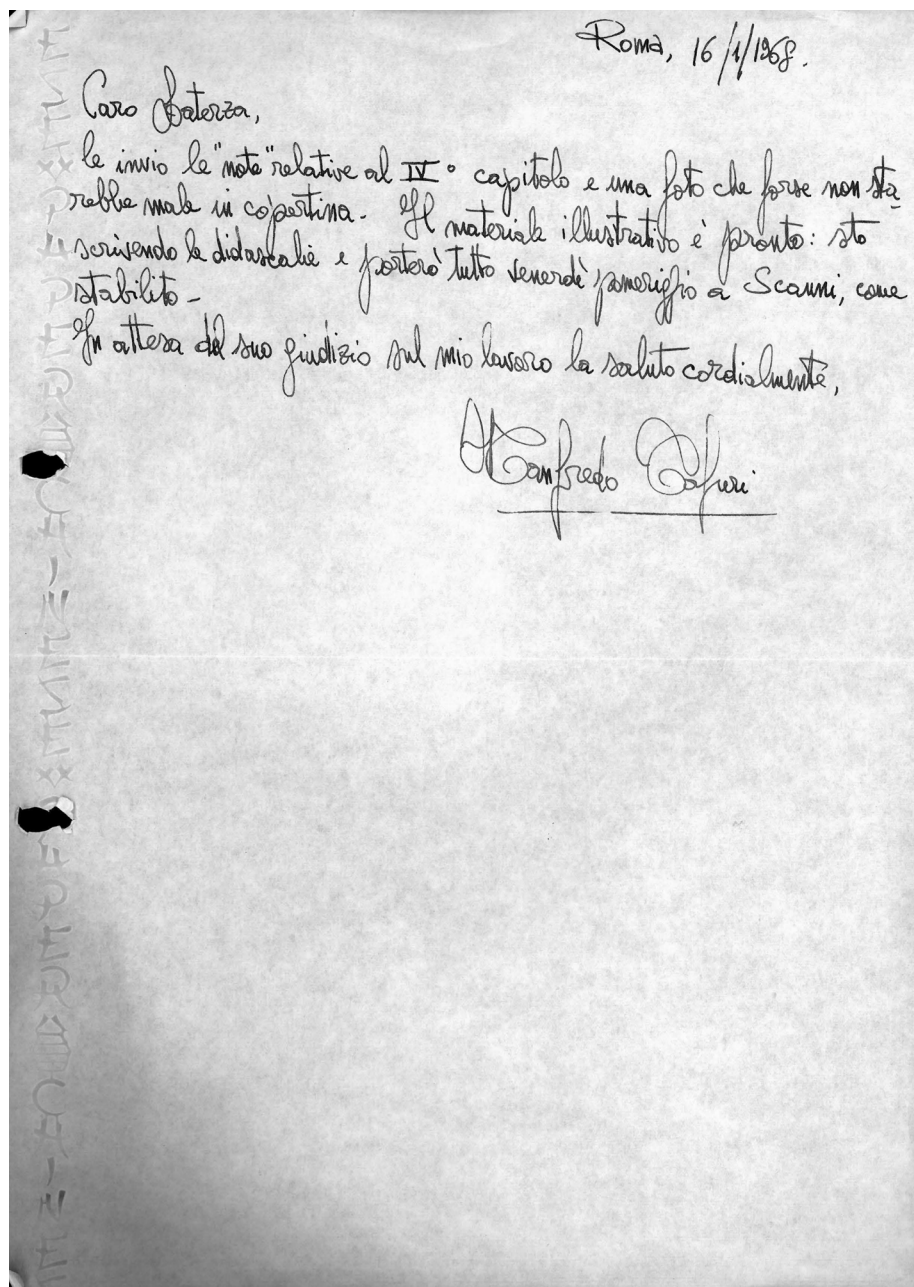 Roma, 16/1/1968.
Caro Laterza,
le invio le "note" relative al IV° capitolo e una foto che forse non sta-
rebbe male in copertina - Il materiale illustrativo è pronto: sto
scrivendo le didascalie e porterò tutto venerdì pomeriggio a Scanni, come
stabilito -
In attesa del suo giudizio sul mio lavoro la saluto cordialmente,
Manfredo Tafuri